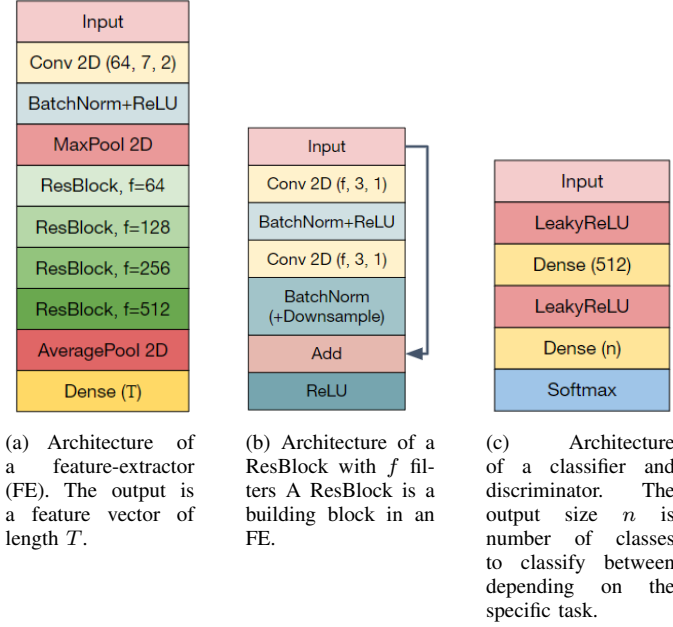 Input
Conv 2D (64, 7, 2)
BatchNorm+ReLU
MaxPool 2D
ResBlock, f=64
ResBlock, f=128
ResBlock, f=256
ResBlock, f=512
AveragePool 2D
Dense (T)
(a) Architecture of
a feature-extractor
(FE). The output is
a feature vector of
length T.
Input
Conv 2D (f, 3, 1)
BatchNorm+ReLU
Conv 2D (f, 3, 1)
BatchNorm
(+Downsample)
Add
ReLU
(b) Architecture of a
ResBlock with f fil-
ters A ResBlock is a
building block in an
FE.
Input
LeakyReLU
Dense (512)
LeakyReLU
Dense (n)
Softmax
(c) Architecture
of a classifier and
discriminator. The
output size n is
number of classes
to classify between
depending on the
specific task.